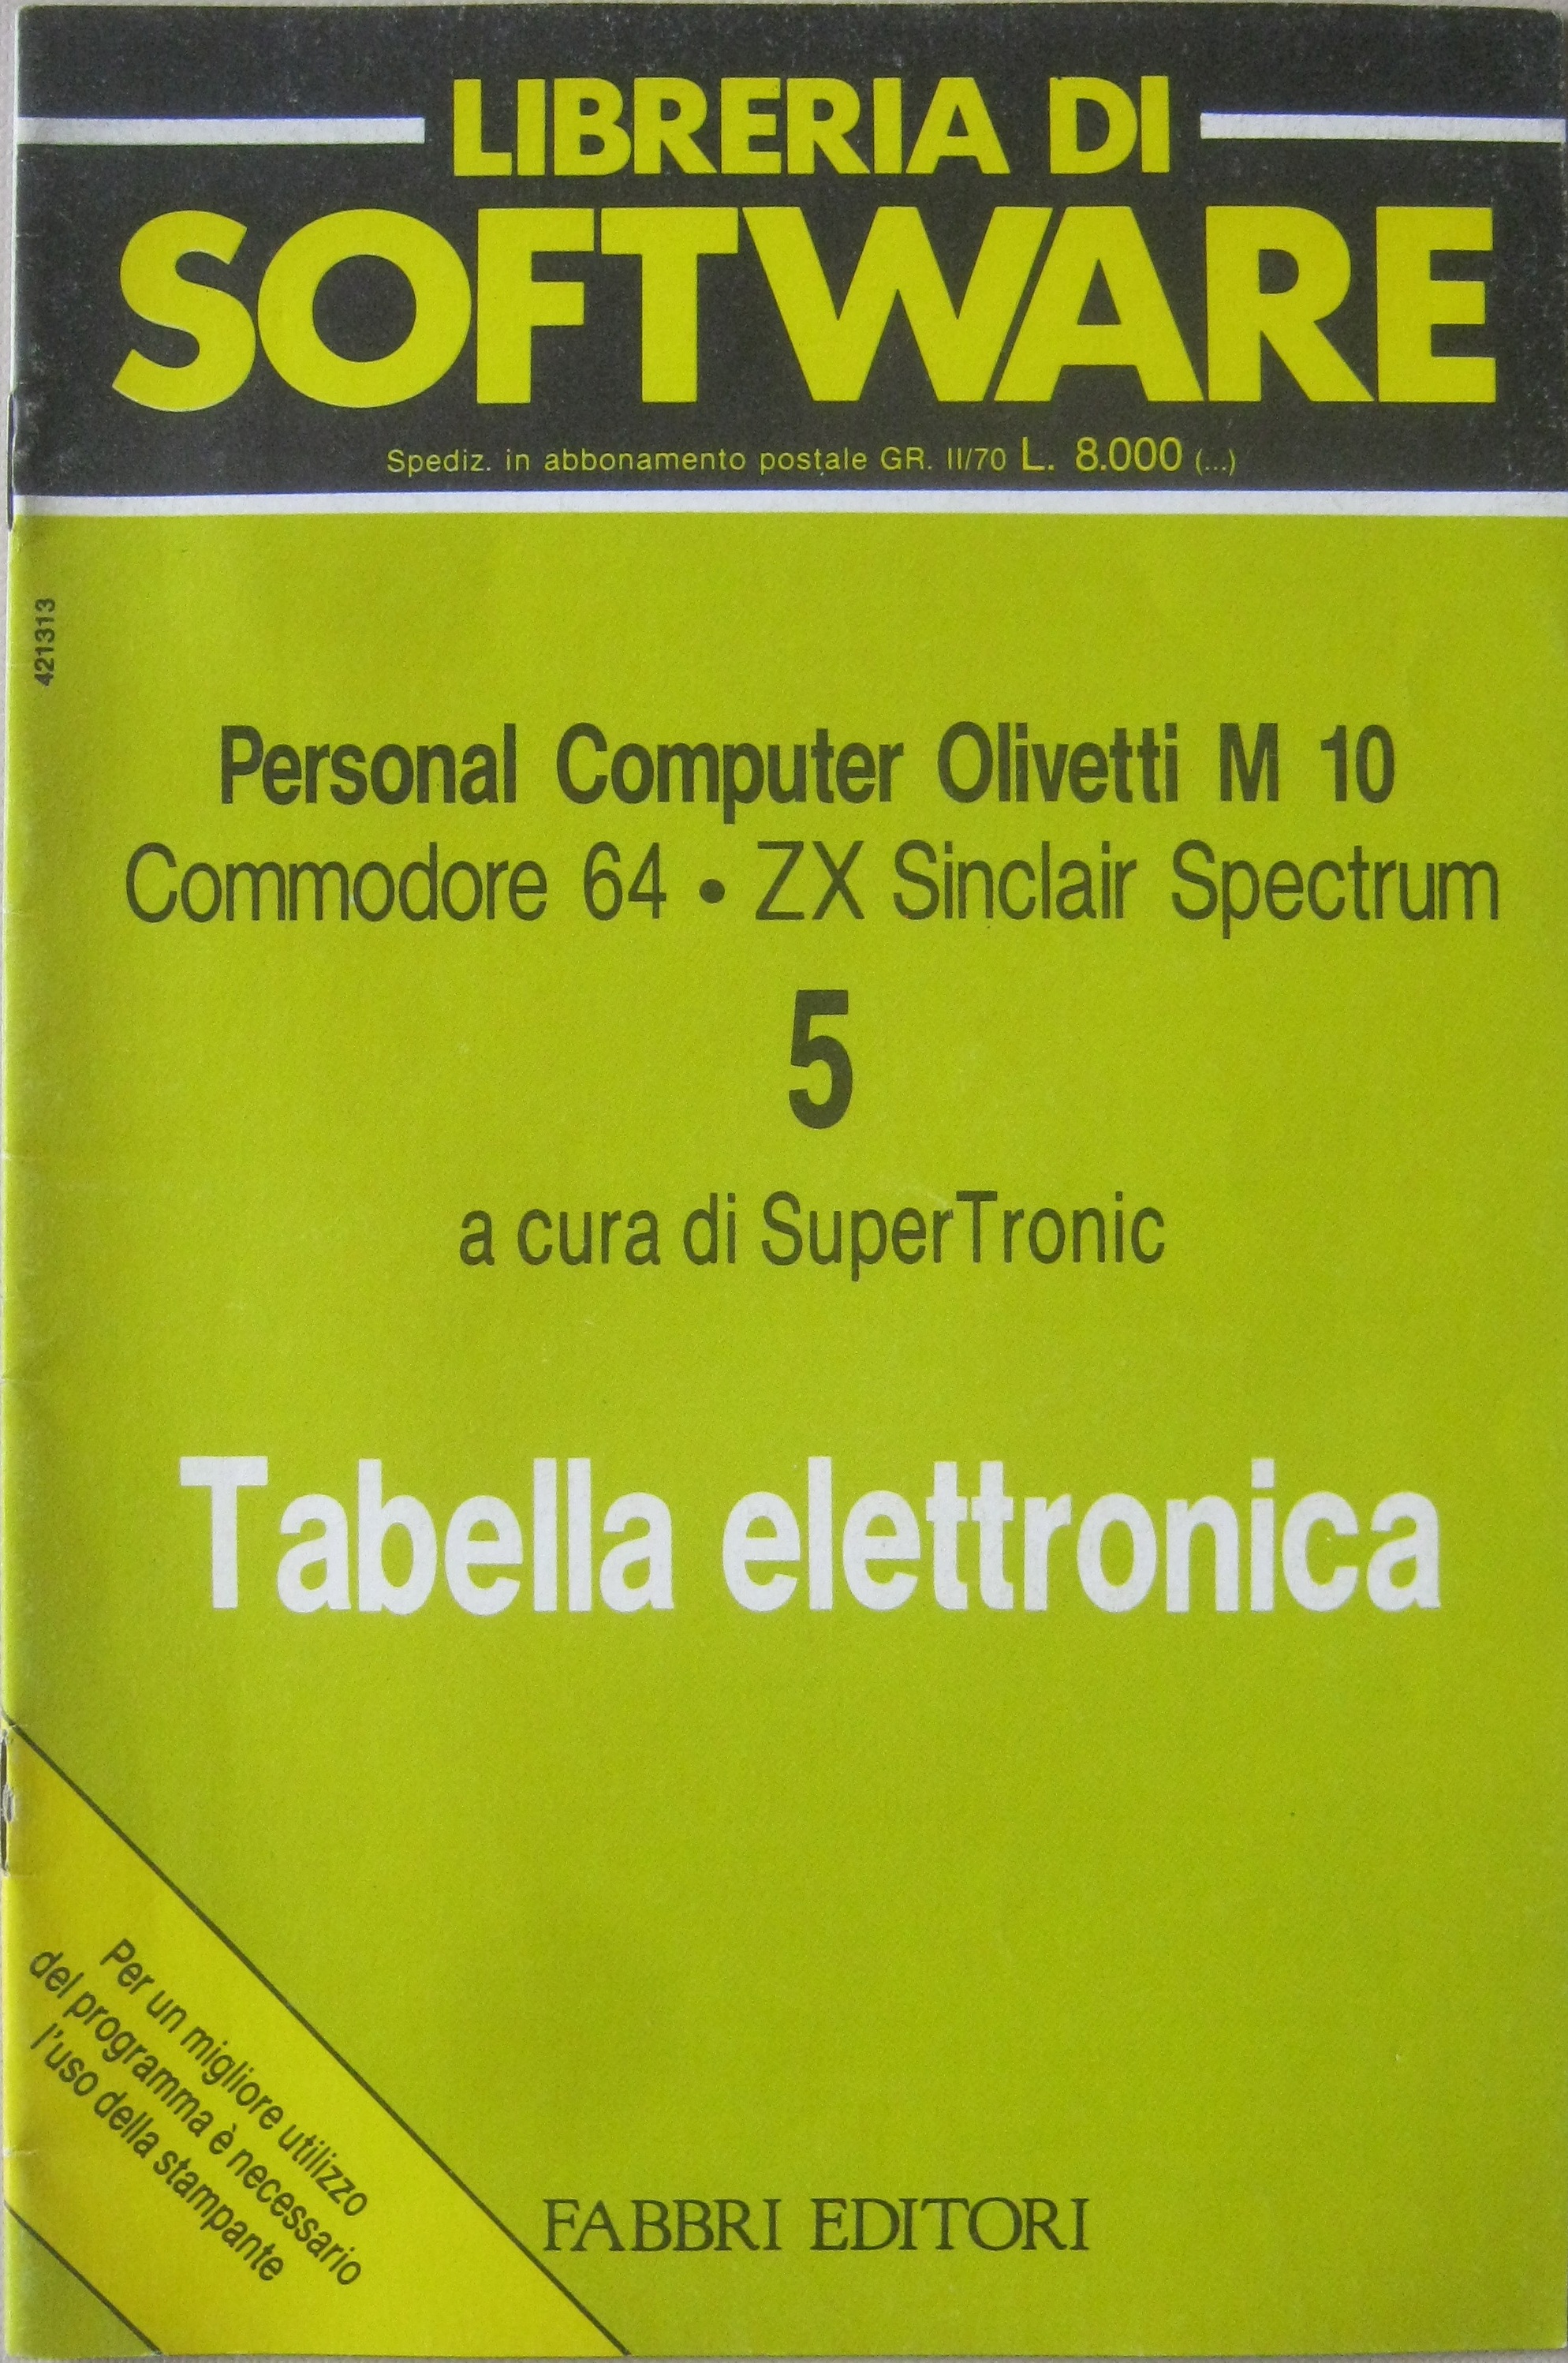 LIBRERIA DI
SOFTWARE
Spediz. in abbonamento postale GR. II/70 L. 8.000 (...)
421313
Personal Computer Olivetti M 10
Commodore 64 • ZX Sinclair Spectrum
5
a cura di SuperTronic
Tabella elettronica
Per un migliore utilizzo
del programma è necessario
l'uso della stampante
FABBRI EDITORI